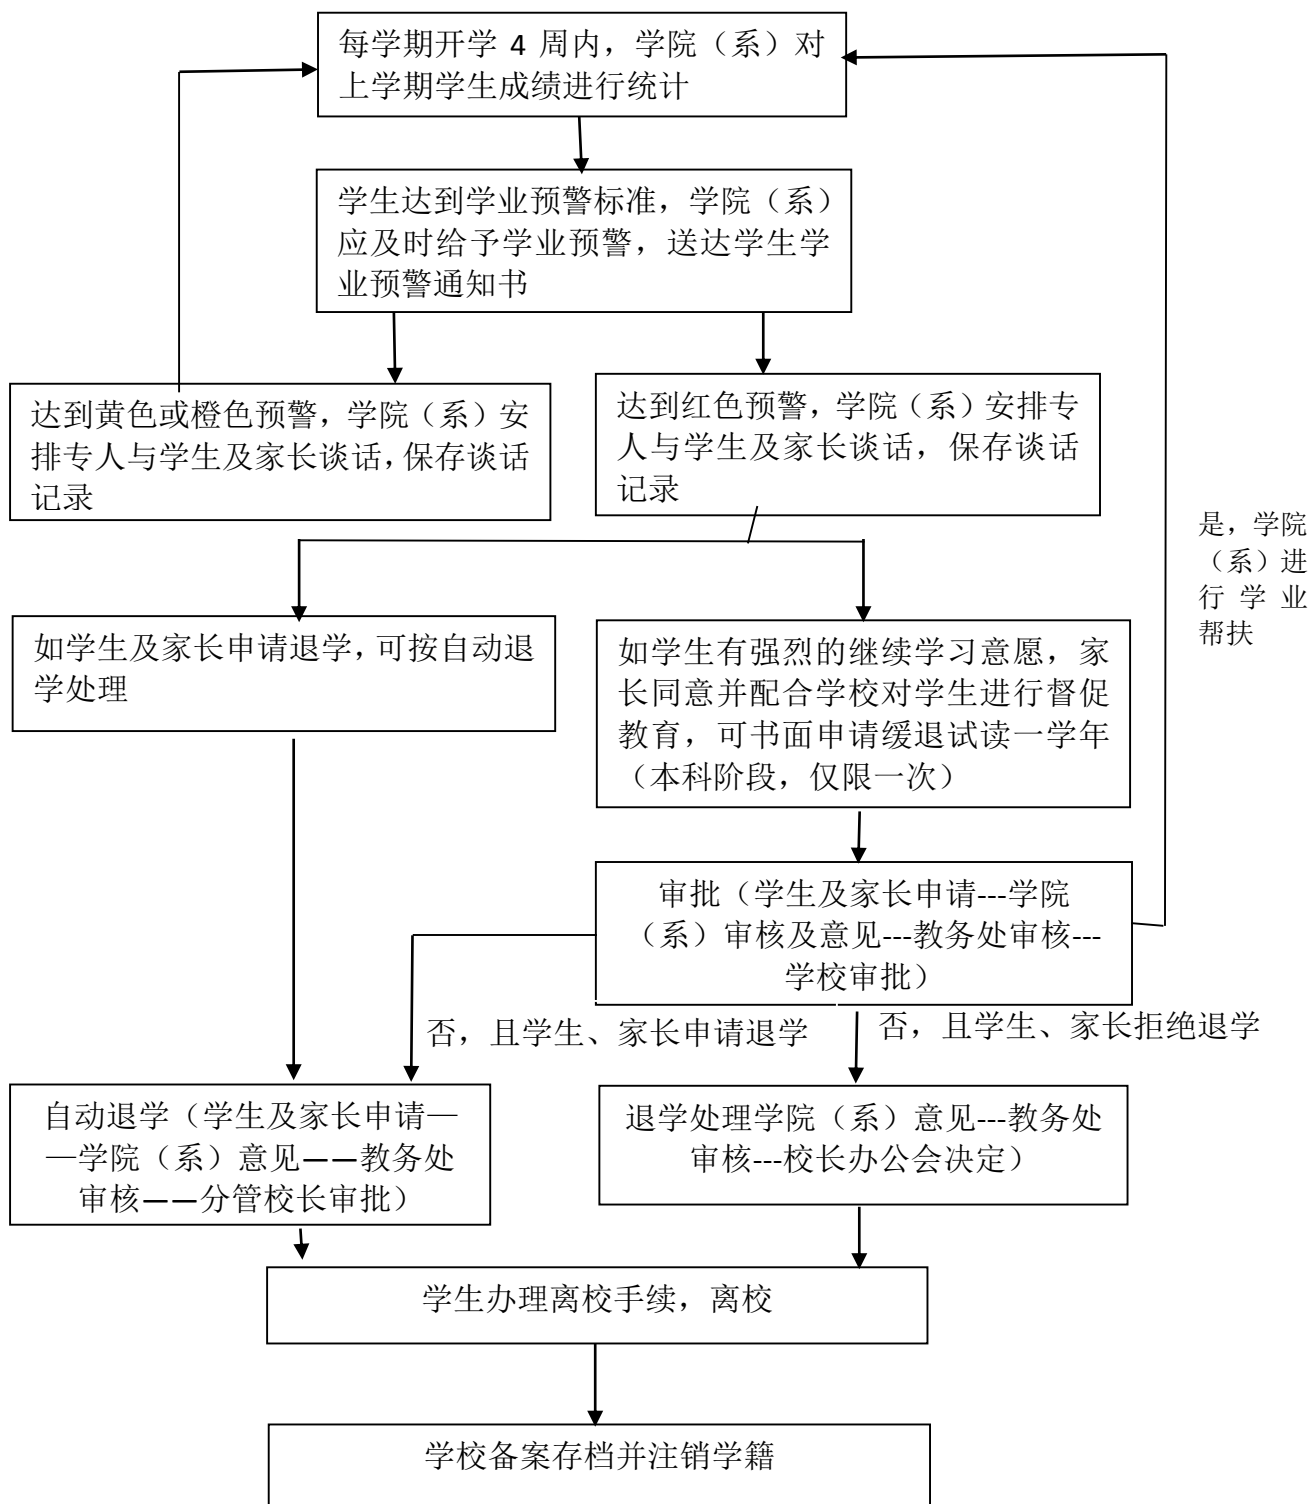 每学期开学 4 周内，学院（系）对
上学期学生成绩进行统计
学生达到学业预警标准，学院（系）
应及时给予学业预警，送达学生学
业预警通知书
达到黄色或橙色预警，学院（系）安
排专人与学生及家长谈话，保存谈话
记录
达到红色预警，学院（系）安排专
人与学生及家长谈话，保存谈话
记录
是，学院
（系）进
行学业
帮扶
如学生及家长申请退学，可按自动退
学处理
如学生有强烈的继续学习意愿，家
长同意并配合学校对学生进行督促
教育，可书面申请缓退试读一学年
（本科阶段，仅限一次）
审批（学生及家长申请---学院
（系）审核及意见---教务处审核---
学校审批）
否，且学生、家长申请退学
否，且学生、家长拒绝退学
自动退学（学生及家长申请—
—学院（系）意见——教务处
审核——分管校长审批）
退学处理学院（系）意见---教务处
审核---校长办公会决定）
学生办理离校手续，离校
学校备案存档并注销学籍